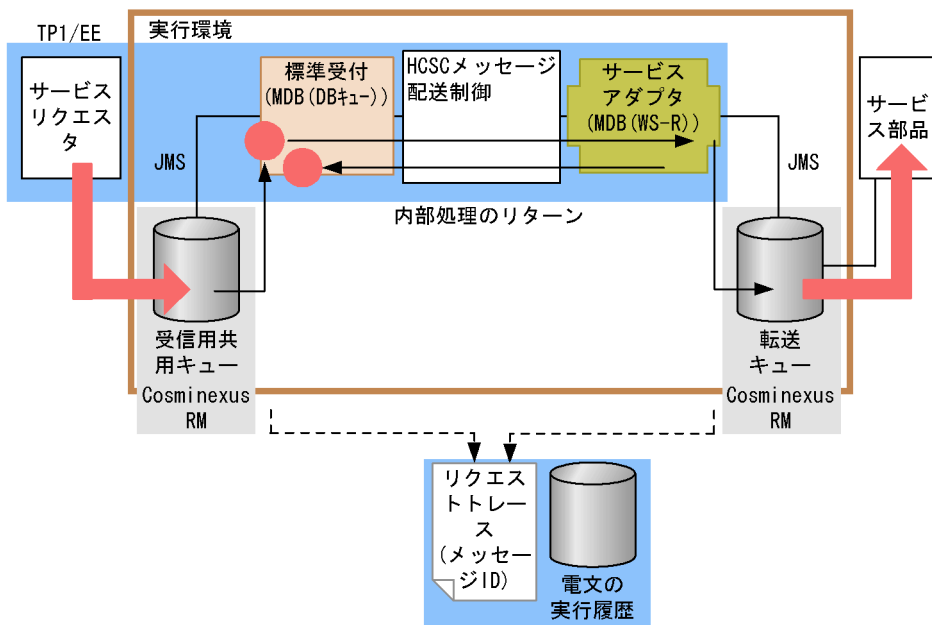 TP1/EE
実行環境
サービス
リクエス
タ
標準受付
(MDB(DBキュー))
HCSCメッセージ
配送制御
サービス
アダプタ
(MDB(WS-R))
サービ
ス部品
JMS
JMS
内部処理のリターン
受信用共
用キュー
Cosminexus
RM
転送
キュー
Cosminexus
RM
リクエス
トトレー
ス
(メッセー
ジID)
電文の
実行履歴